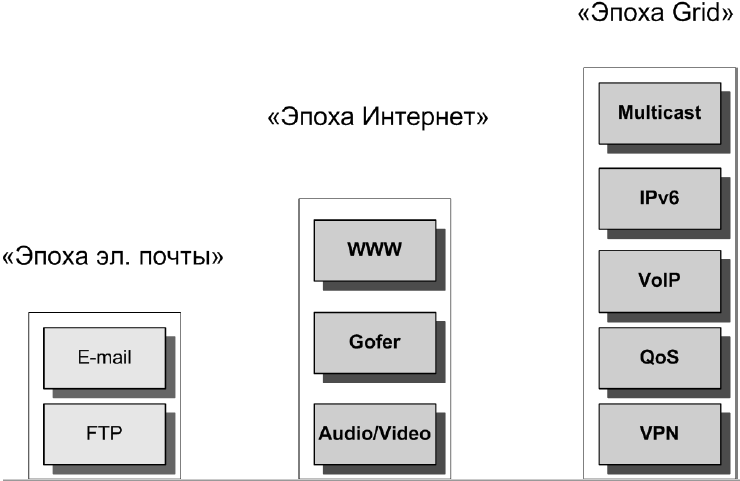 «Эпоха эл. почты»
E-mail
FTP
«Эпоха Интернет»
WWW
Gofer
Audio/Video
«Эпоха Grid»
Multicast
IPv6
VoIP
QoS
VPN